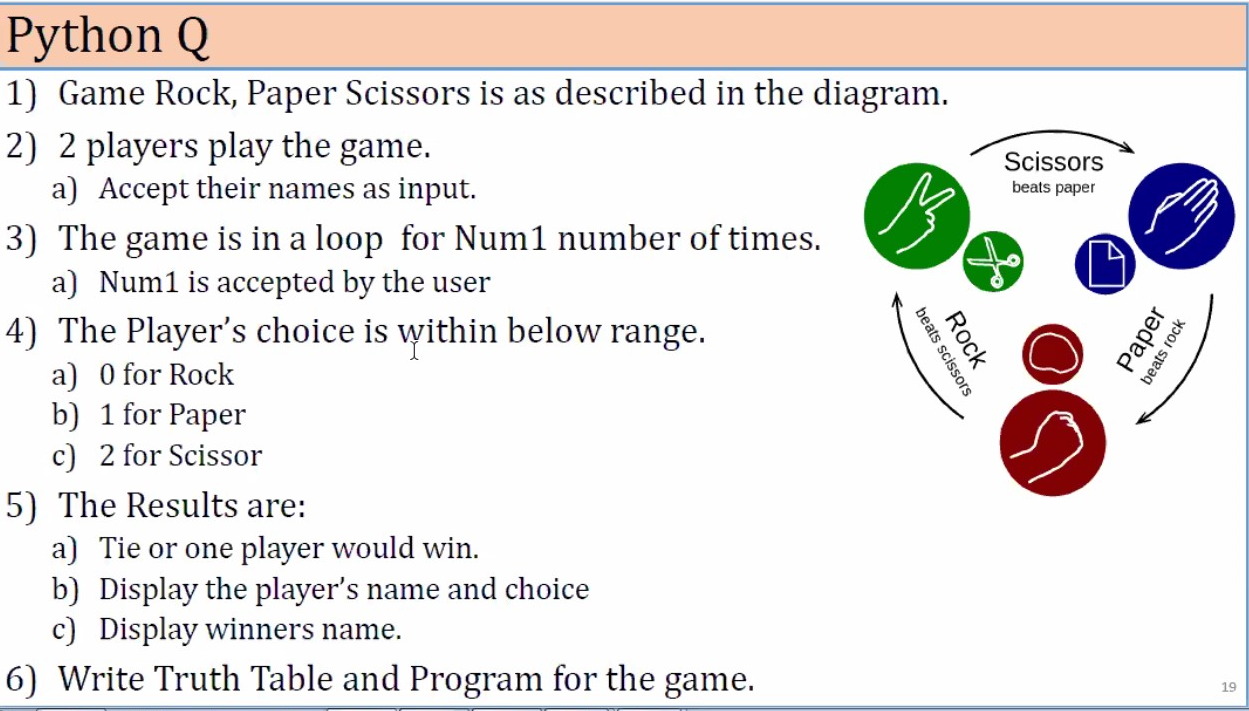 Python Q
1) Game Rock, Paper Scissors is as described in the diagram.
2) 2 players play the game.
a) Accept their names as input.
3) The game is in a loop for Num1 number of times.
a) Num1 is accepted by the user
4) The Player's choice is within below range.
a) 0 for Rock
b) 1 for Paper
c) 2 for Scissor
5) The Results are:
a) Tie or one player would win.
b) Display the player's name and choice
c) Display winners name.
6) Write Truth Table and Program for the game.
Scissors
beats paper
Rock
beats scissors
Paper
beats rock
19